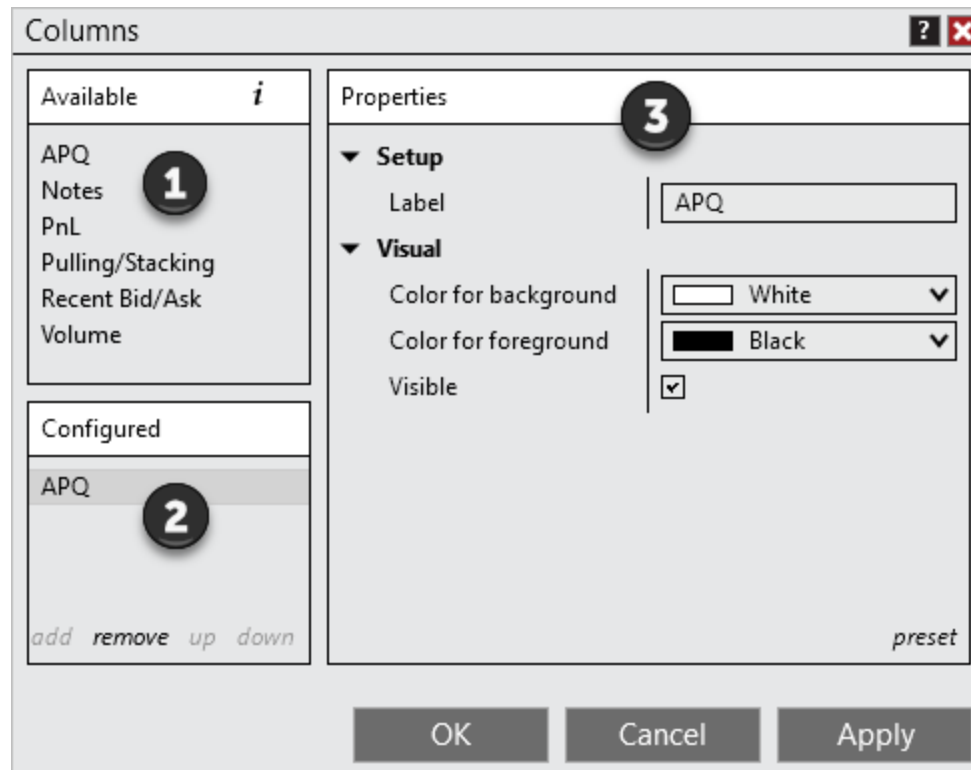 Columns ?
Available i
1
APQ
Notes
PnL
Pulling/Stacking
Recent Bid/Ask
Volume
Configured
APQ
2
add remove up down
Properties
3
Setup
Label APQ
Visual
Color for background White
Color for foreground Black
Visible
preset
OK Cancel Apply